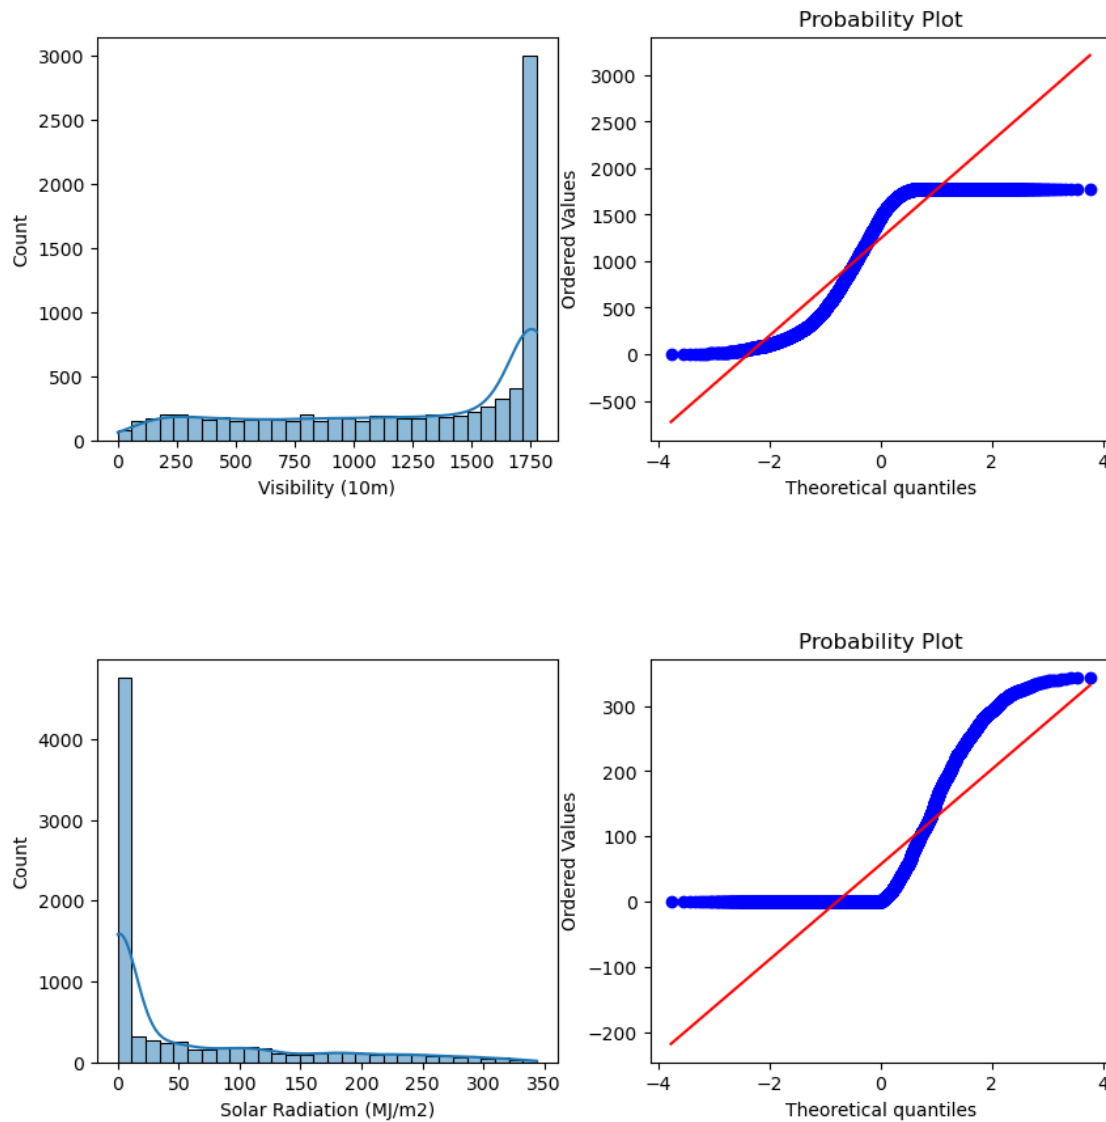 3000
2500
2000
1500
1000
500
0
Count
0 250 500 750 1000 1250 1500 1750
Visibility (10m)
Probability Plot
3000
2500
2000
1500
1000
500
0
−500
Ordered Values
−4 −2 0 2 4
Theoretical quantiles
4000
3000
2000
1000
0
Count
0 50 100 150 200 250 300 350
Solar Radiation (MJ/m2)
Probability Plot
300
200
100
0
−100
−200
Ordered Values
−4 −2 0 2 4
Theoretical quantiles